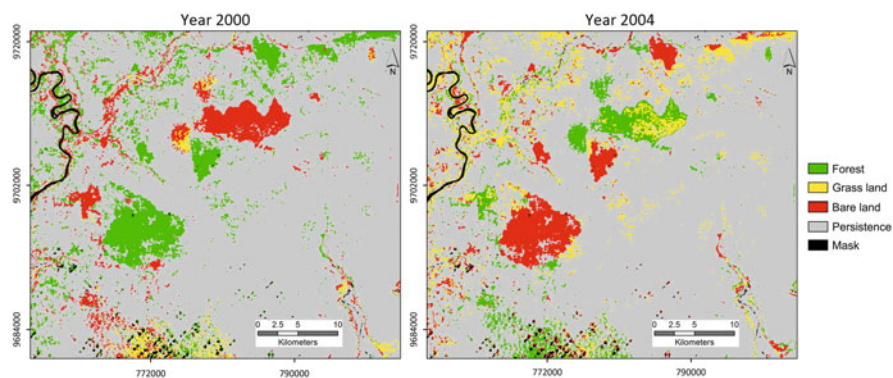 Year 2000
Year 2004
9720000
9702000
9684000
N
0 2.5 5 10
Kilometers
772000
790000
9720000
9702000
9684000
N
0 2.5 5 10
Kilometers
772000
790000
Forest
Grass land
Bare land
Persistence
Mask